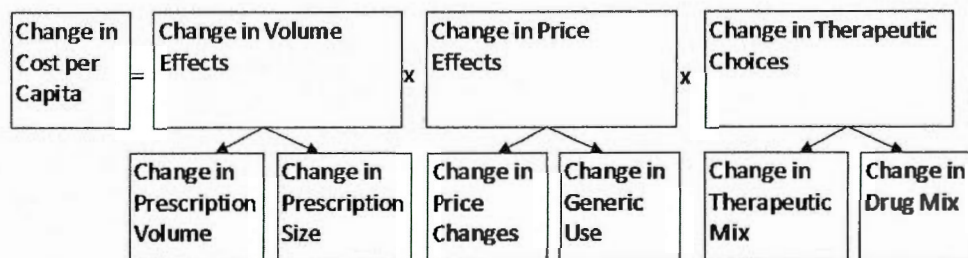 Change in
Cost per
Capita
=
Change in Volume
Effects
x
Change in Price
Effects
x
Change in Therapeutic
Choices
Change in
Prescription
Volume
Change in
Prescription
Size
Change in
Price
Changes
Change in
Generic
Use
Change in
Therapeutic
Mix
Change in
Drug Mix